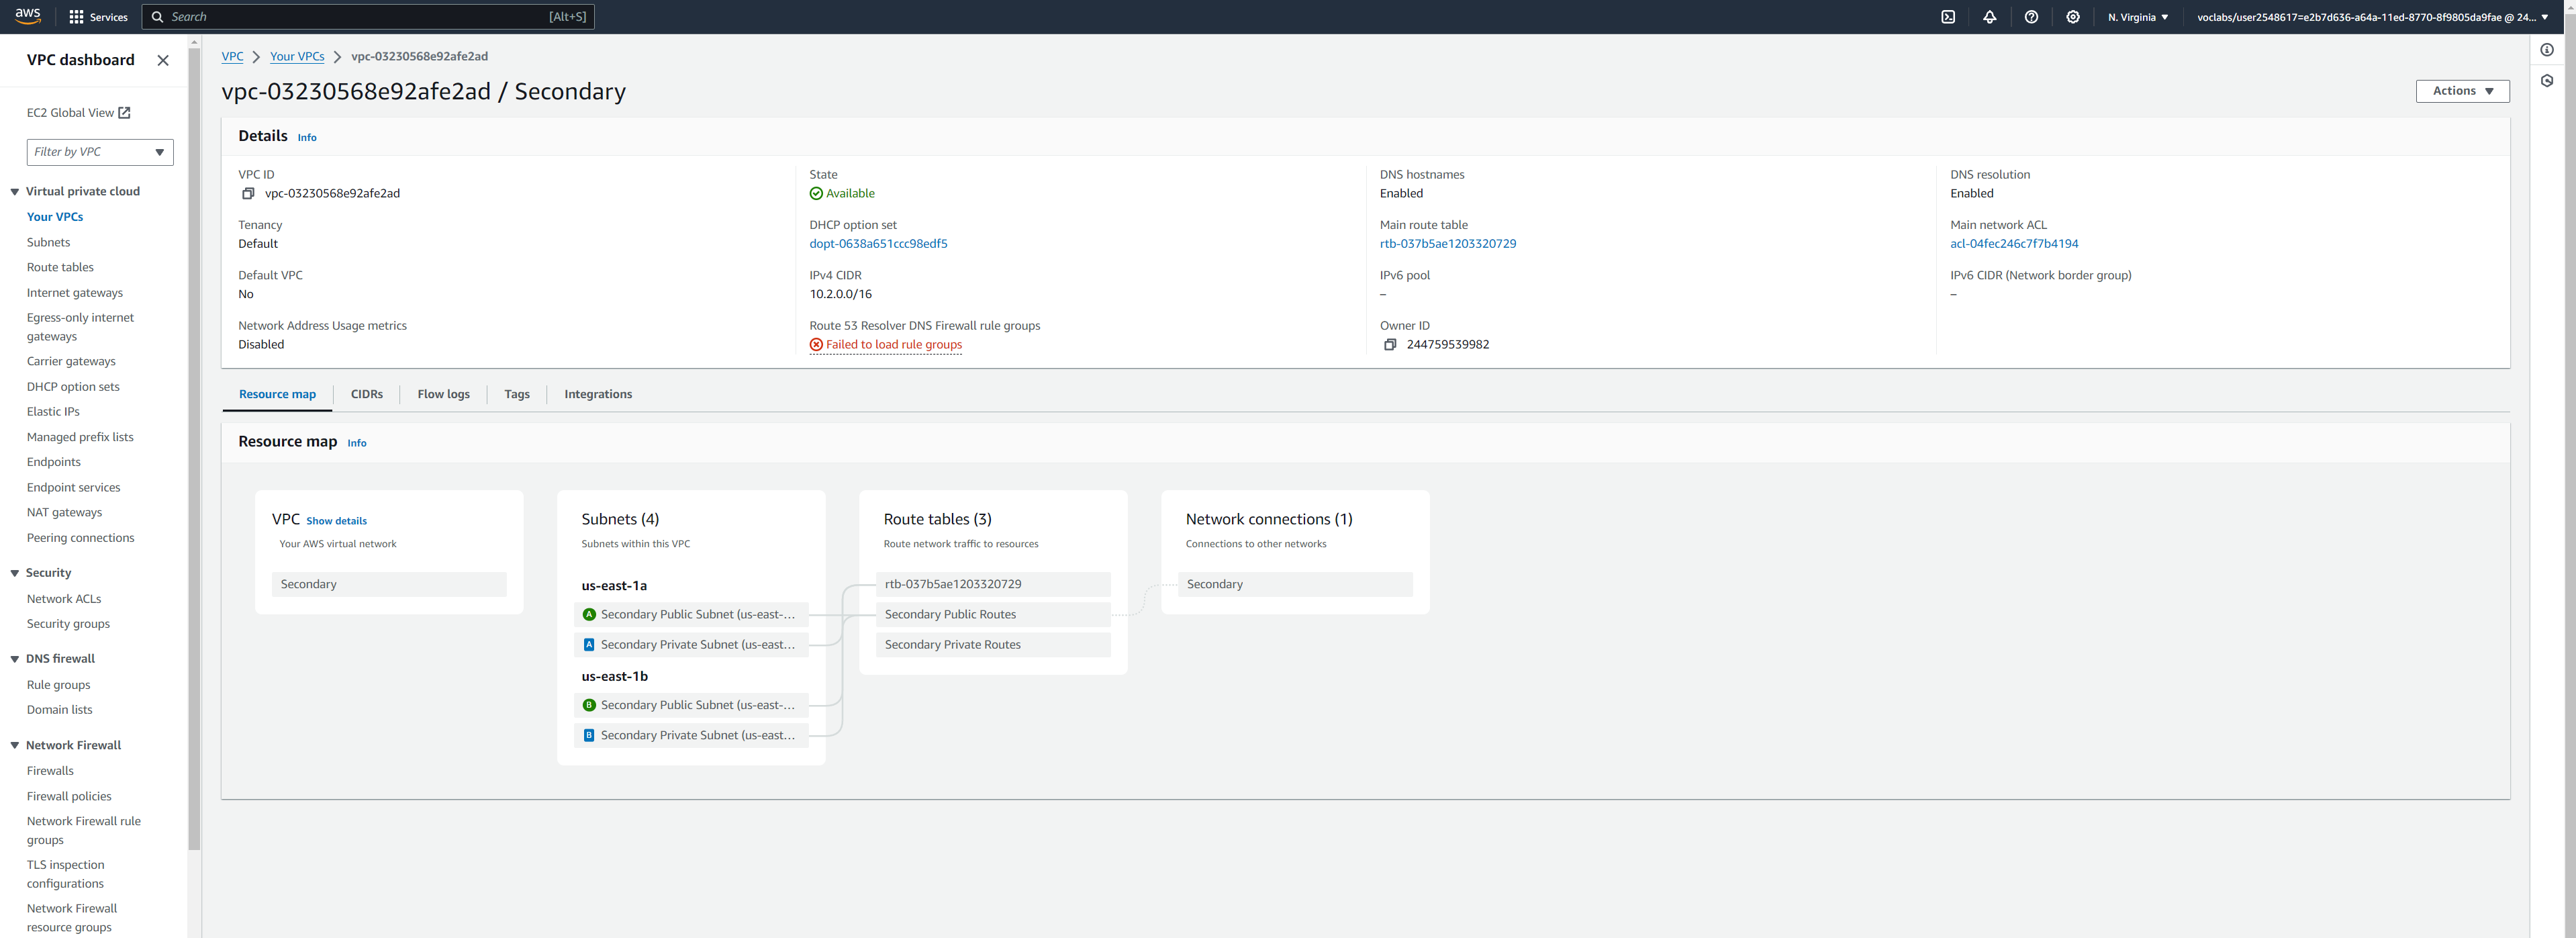 aws
Services
Search
[Alt+S]
N. Virginia
voclabs/user2548617=e2b7d636-a64a-11ed-8770-8f9805da9fae @ 24...
VPC dashboard
EC2 Global View
Filter by VPC
Virtual private cloud
Your VPCs
Subnets
Route tables
Internet gateways
Egress-only internet
gateways
Carrier gateways
DHCP option sets
Elastic IPs
Managed prefix lists
Endpoints
Endpoint services
NAT gateways
Peering connections
Security
Network ACLs
Security groups
DNS firewall
Rule groups
Domain lists
Network Firewall
Firewalls
Firewall policies
Network Firewall rule
groups
TLS inspection
configurations
Network Firewall
resource groups
VPC
Your VPCs
vpc-03230568e92afe2ad
vpc-03230568e92afe2ad / Secondary
Actions
Details Info
VPC ID
vpc-03230568e92afe2ad
State
Available
DNS hostnames
Enabled
DNS resolution
Enabled
Tenancy
Default
DHCP option set
dopt-0638a651ccc98edf5
Main route table
rtb-037b5ae1203320729
Main network ACL
acl-04fec246c7f7b4194
Default VPC
No
IPv4 CIDR
10.2.0.0/16
IPv6 pool
–
IPv6 CIDR (Network border group)
–
Network Address Usage metrics
Disabled
Route 53 Resolver DNS Firewall rule groups
Failed to load rule groups
Owner ID
244759539982
Resource map
CIDRs
Flow logs
Tags
Integrations
Resource map Info
VPC Show details
Your AWS virtual network
Secondary
Subnets (4)
Subnets within this VPC
us-east-1a
A Secondary Public Subnet (us-east-...
A Secondary Private Subnet (us-east...
us-east-1b
B Secondary Public Subnet (us-east-...
B Secondary Private Subnet (us-east...
Route tables (3)
Route network traffic to resources
rtb-037b5ae1203320729
Secondary Public Routes
Secondary Private Routes
Network connections (1)
Connections to other networks
Secondary